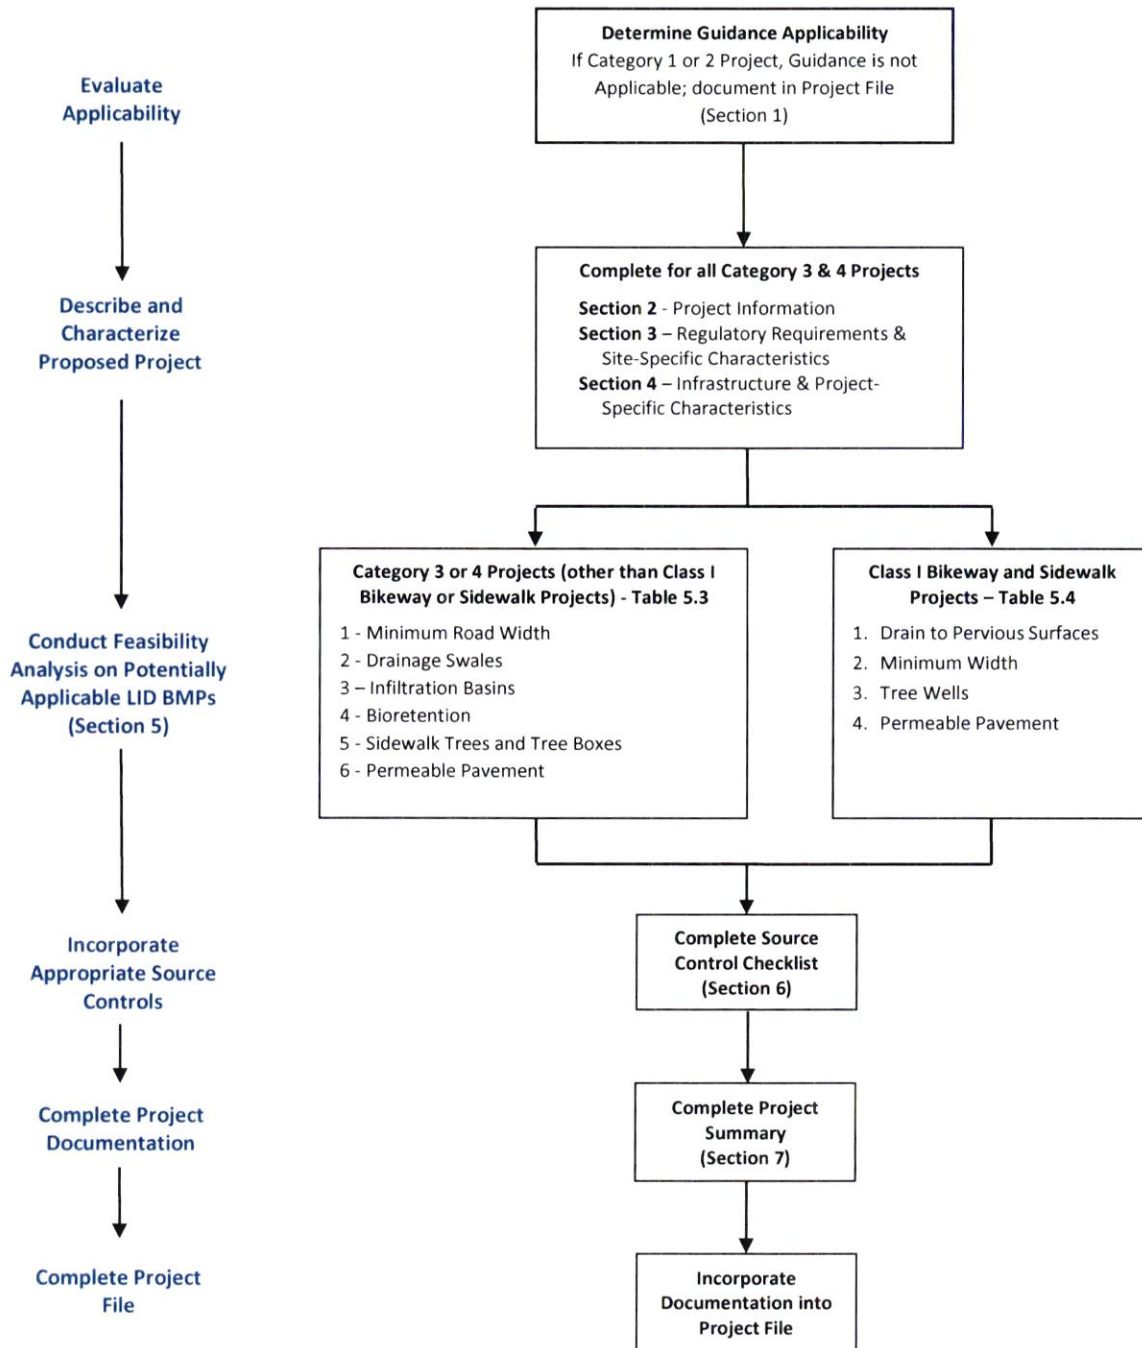 Evaluate
Applicability
Determine Guidance Applicability
If Category 1 or 2 Project, Guidance is not
Applicable; document in Project File
(Section 1)
Describe and
Characterize
Proposed Project
Complete for all Category 3 & 4 Projects
Section 2 - Project Information
Section 3 – Regulatory Requirements &
Site-Specific Characteristics
Section 4 – Infrastructure & Project-
Specific Characteristics
Conduct Feasibility
Analysis on Potentially
Applicable LID BMPs
(Section 5)
Category 3 or 4 Projects (other than Class I
Bikeway or Sidewalk Projects) - Table 5.3
1 - Minimum Road Width
2 - Drainage Swales
3 – Infiltration Basins
4 - Bioretention
5 - Sidewalk Trees and Tree Boxes
6 - Permeable Pavement
Class I Bikeway and Sidewalk
Projects – Table 5.4
1. Drain to Pervious Surfaces
2. Minimum Width
3. Tree Wells
4. Permeable Pavement
Incorporate
Appropriate Source
Controls
Complete Source
Control Checklist
(Section 6)
Complete Project
Documentation
Complete Project
Summary
(Section 7)
Complete Project
File
Incorporate
Documentation into
Project File